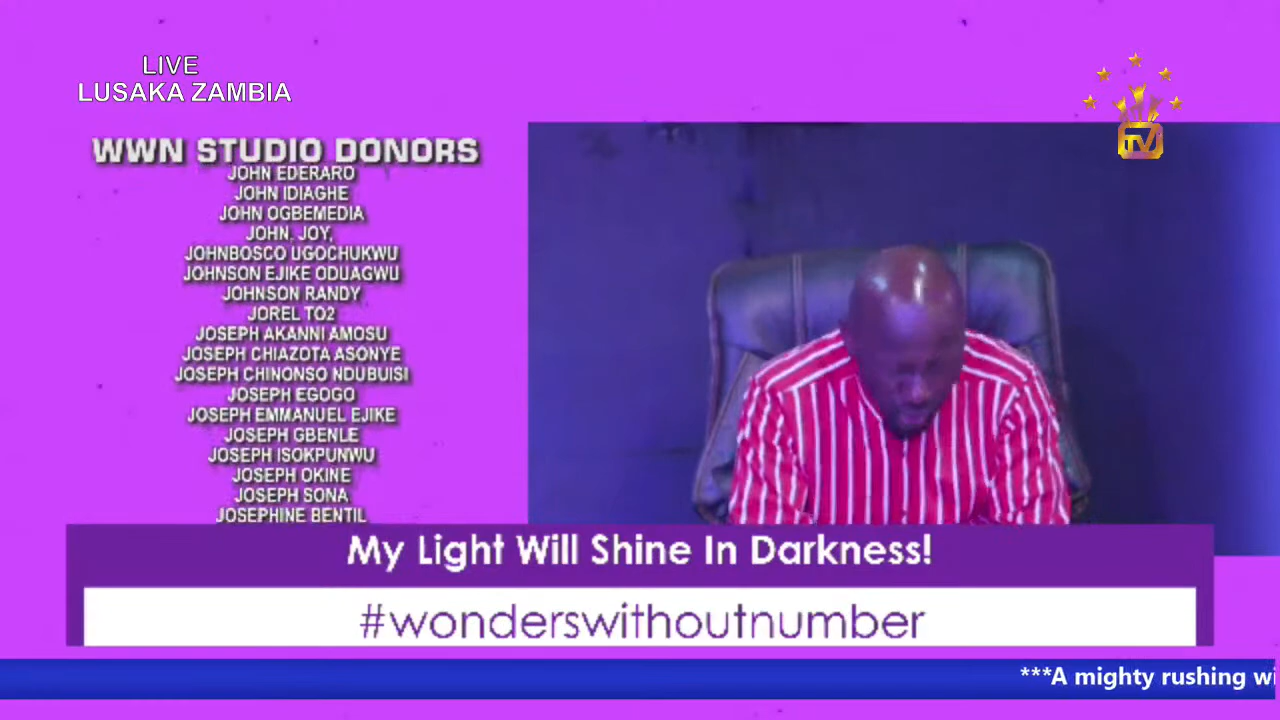 LIVE
LUSAKA ZAMBIA
TV
WWN STUDIO DONORS
JOHN EDERARO
JOHN IDIAGHE
JOHN OGBEMEDIA
JOHN, JOY,
JOHNBOSCO UGOCHUKWU
JOHNSON EJIKE ODUAGWU
JOHNSON RANDY
JOREL TO2
JOSEPH AKANNI AMOSU
JOSEPH CHIAZOTA ASONYE
JOSEPH CHINONSO NDUBUISI
JOSEPH EGOGO
JOSEPH EMMANUEL EJIKE
JOSEPH GBENLE
JOSEPH ISOKPUNWU
JOSEPH OKINE
JOSEPH SONA
JOSEPHINE BENTIL
My Light Will Shine In Darkness!
#wonderswithoutnumber
***A mighty rushing wi